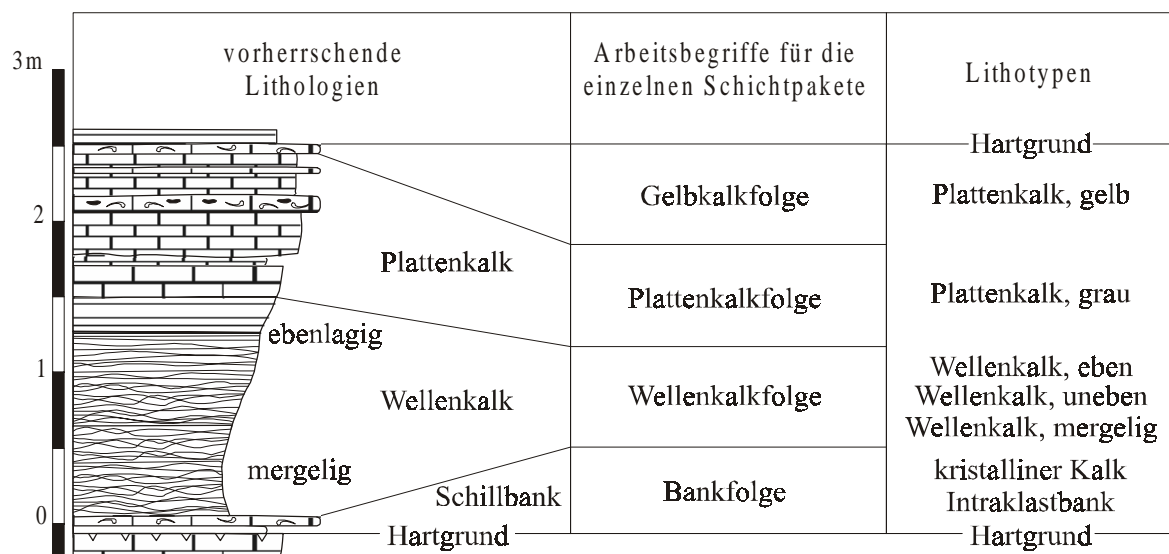 vorherrschende
Lithologien
Arbeitsbegriffe für die
einzelnen Schichtpakete
Lithotypen
3m
2
1
0
Plattenkalk
ebenlagig
Wellenkalk
mergelig
Schillbank
Hartgrund
Gelbkalkfolge
Plattenkalkfolge
Wellenkalkfolge
Bankfolge
Hartgrund
Plattenkalk, gelb
Plattenkalk, grau
Wellenkalk, eben
Wellenkalk, uneben
Wellenkalk, mergelig
kristalliner Kalk
Intraklastbank
Hartgrund